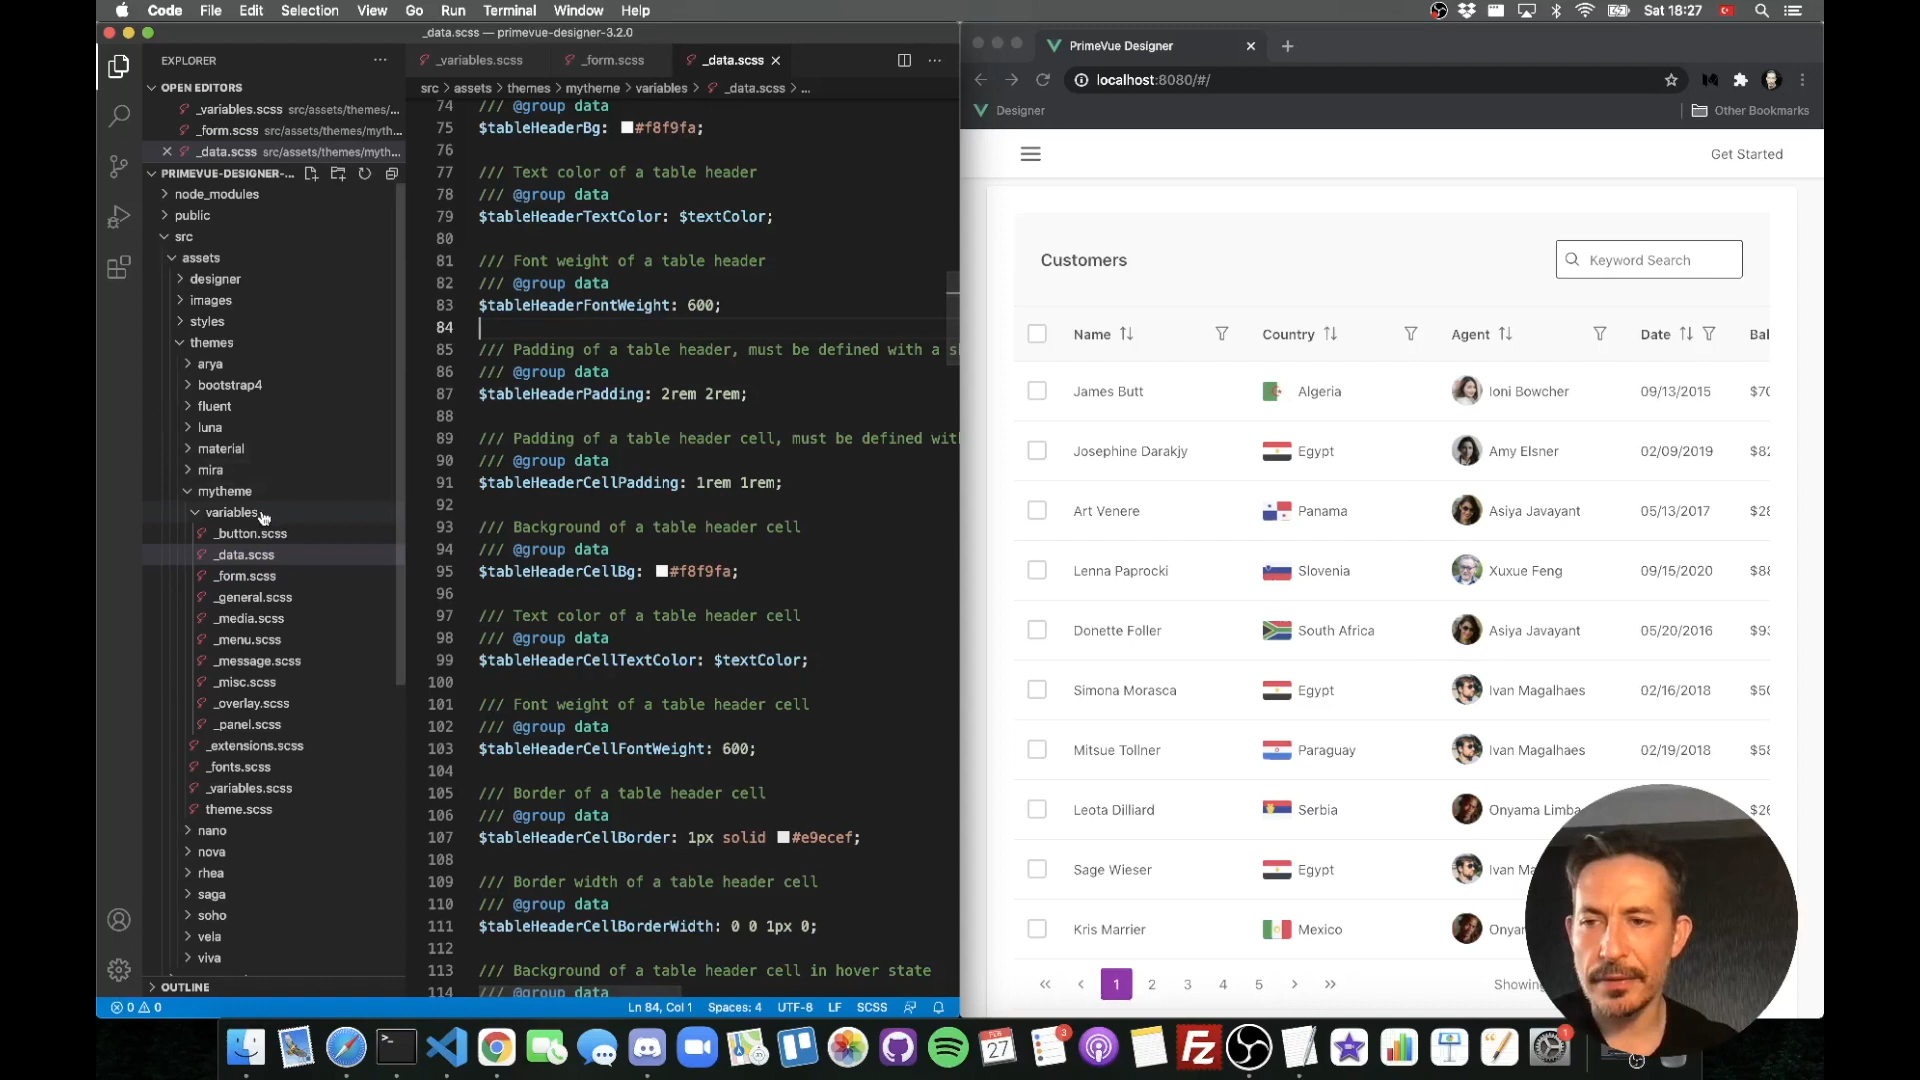 Code File Edit Selection View Go Run Terminal Window Help
Sat 18:27
_data.scss — primevue-designer-3.2.0
EXPLORER
OPEN EDITORS
_variables.scss src/assets/themes/...
_form.scss src/assets/themes/myth...
_data.scss src/assets/themes/myth...
PRIMEVUE-DESIGNER-...
node_modules
public
src
assets
designer
images
styles
themes
arya
bootstrap4
fluent
luna
material
mira
mytheme
variables
_button.scss
_data.scss
_form.scss
_general.scss
_media.scss
_menu.scss
_message.scss
_misc.scss
_overlay.scss
_panel.scss
_extensions.scss
_fonts.scss
_variables.scss
theme.scss
nano
nova
rhea
saga
soho
vela
viva
OUTLINE
_variables.scss _form.scss _data.scss
src > assets > themes > mytheme > variables > _data.scss > ...
74 /// @group data
75 $tableHeaderBg: #f8f9fa;
76
77 /// Text color of a table header
78 /// @group data
79 $tableHeaderTextColor: $textColor;
80
81 /// Font weight of a table header
82 /// @group data
83 $tableHeaderFontWeight: 600;
84
85 /// Padding of a table header, must be defined with a s
86 /// @group data
87 $tableHeaderPadding: 2rem 2rem;
88
89 /// Padding of a table header cell, must be defined wit
90 /// @group data
91 $tableHeaderCellPadding: 1rem 1rem;
92
93 /// Background of a table header cell
94 /// @group data
95 $tableHeaderCellBg: #f8f9fa;
96
97 /// Text color of a table header cell
98 /// @group data
99 $tableHeaderCellTextColor: $textColor;
100
101 /// Font weight of a table header cell
102 /// @group data
103 $tableHeaderCellFontWeight: 600;
104
105 /// Border of a table header cell
106 /// @group data
107 $tableHeaderCellBorder: 1px solid #e9ecef;
108
109 /// Border width of a table header cell
110 /// @group data
111 $tableHeaderCellBorderWidth: 0 0 1px 0;
112
113 /// Background of a table header cell in hover state
114 /// @group data
0 0
Ln 84, Col 1 Spaces: 4 UTF-8 LF SCSS
PrimeVue Designer
localhost:8080/#/
Designer
Other Bookmarks
Get Started
Customers
Keyword Search
Name Country Agent Date Bal
James Butt Algeria Ioni Bowcher 09/13/2015 $70
Josephine Darakjy Egypt Amy Elsner 02/09/2019 $82
Art Venere Panama Asiya Javayant 05/13/2017 $28
Lenna Paprocki Slovenia Xuxue Feng 09/15/2020 $88
Donette Foller South Africa Asiya Javayant 05/20/2016 $93
Simona Morasca Egypt Ivan Magalhaes 02/16/2018 $50
Mitsue Tollner Paraguay Ivan Magalhaes 02/19/2018 $58
Leota Dilliard Serbia Onyama Limba $26
Sage Wieser Egypt Ivan Ma
Kris Marrier Mexico Onyar
1 2 3 4 5
Showing
FEB
27
3
1